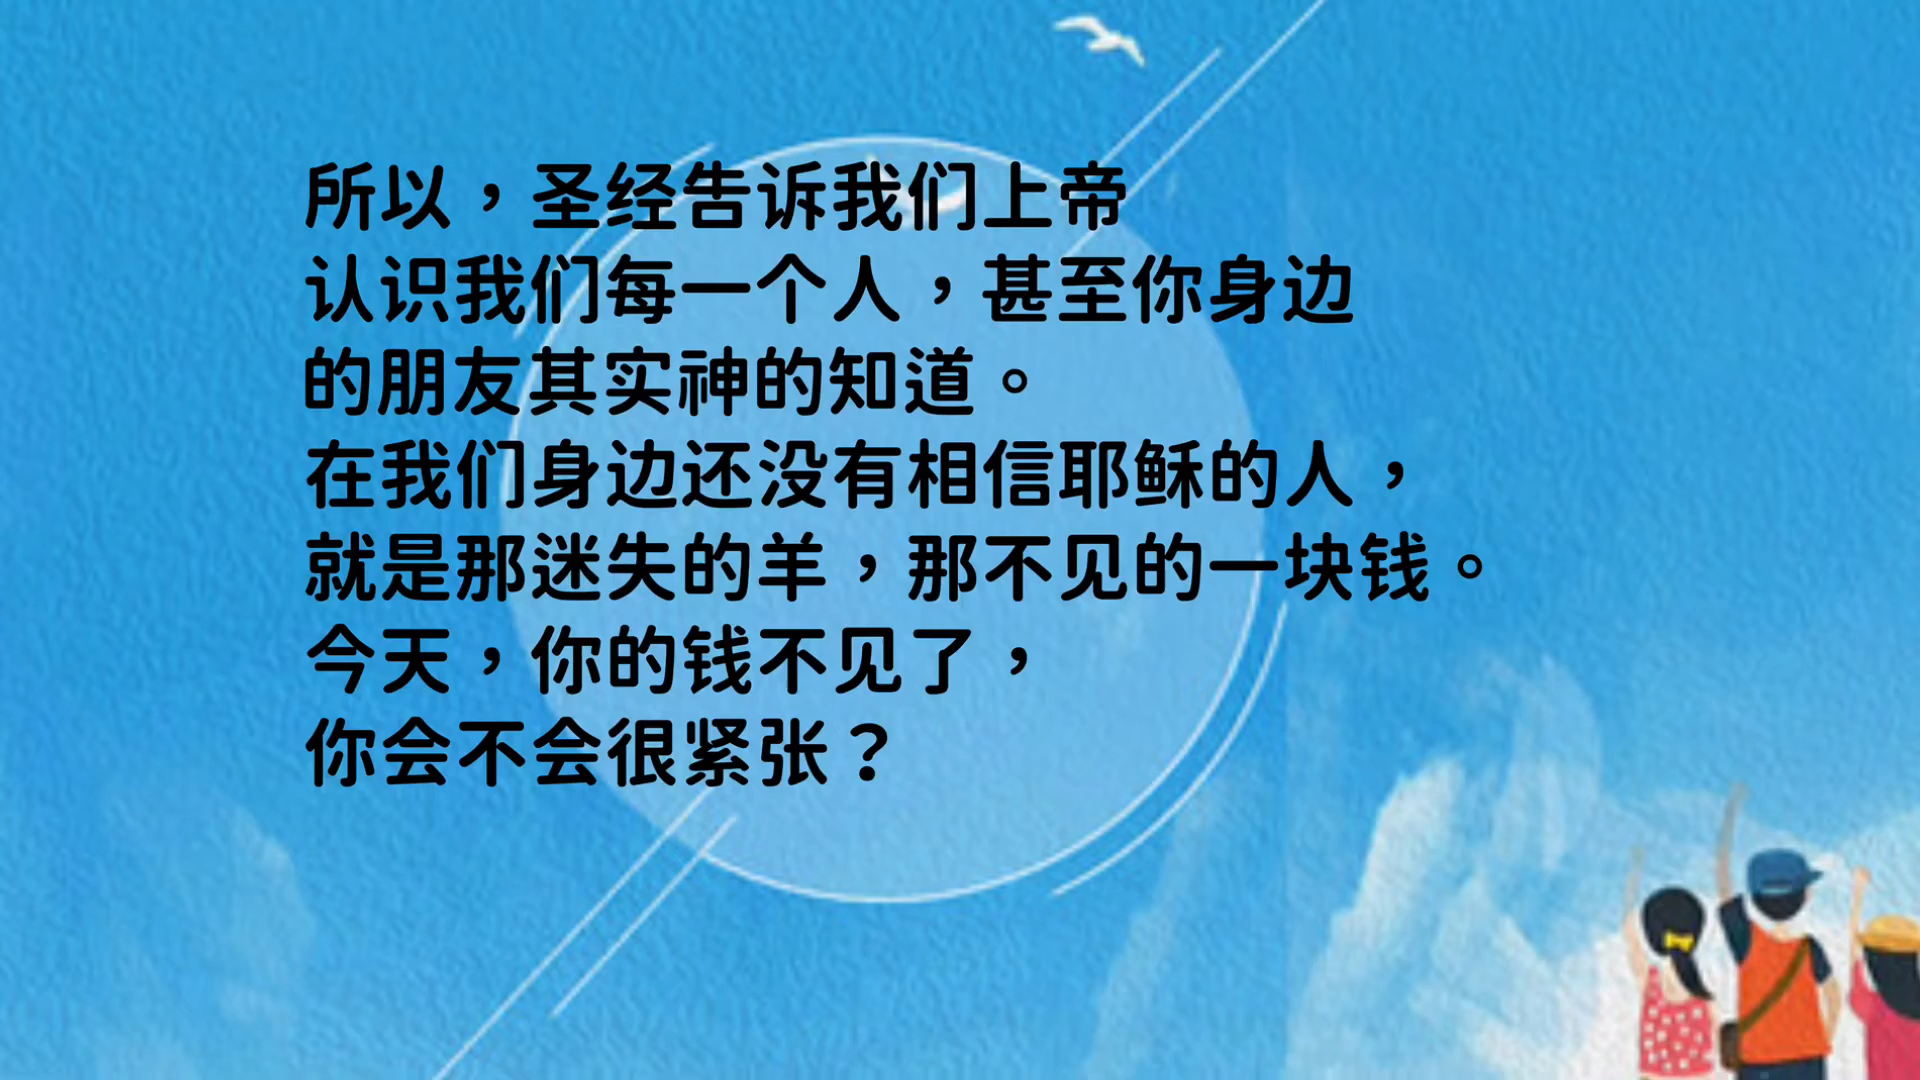 所以，圣经告诉我们上帝
认识我们每一个人，甚至你身边
的朋友其实神的知道。
在我们身边还没有相信耶稣的人，
就是那迷失的羊，那不见的一块钱。
今天，你的钱不见了，
你会不会很紧张？